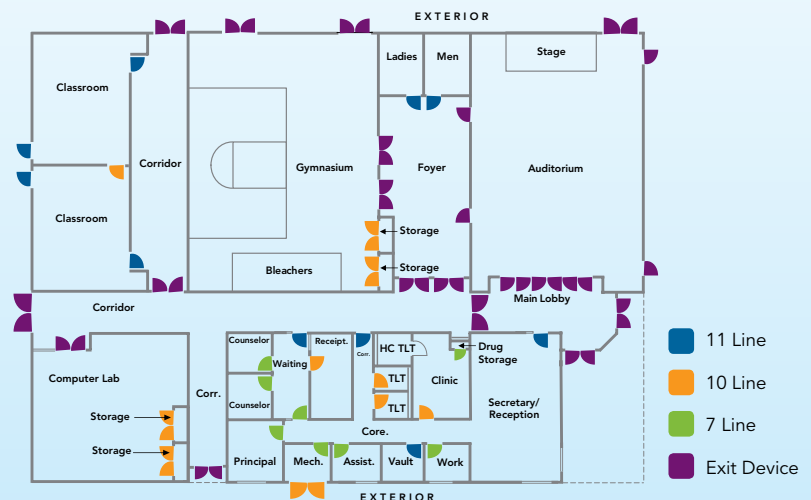 EXTERIOR
Ladies
Men
Stage
Classroom
Corridor
Gymnasium
Foyer
Auditorium
Classroom
Storage
Storage
Bleachers
Main Lobby
Corridor
11 Line
10 Line
7 Line
Exit Device
Counselor
Waiting
Receipt.
Corr.
HC TLT
Drug
Storage
Computer Lab
Corr.
TLT
Clinic
Counselor
TLT
Secretary/
Reception
Storage
Storage
Core.
Principal
Mech.
Assist.
Vault
Work
EXTERIOR